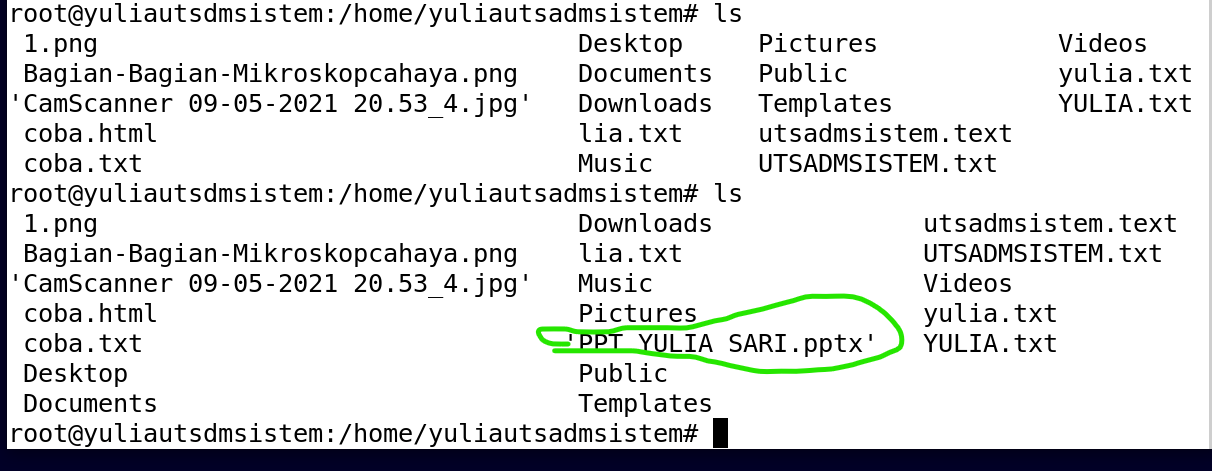 root@yuliautsdmsistem:/home/yuliautsadmsistem# ls
1.png Desktop Pictures Videos
Bagian-Bagian-Mikroskopcahaya.png Documents Public yulia.txt
'CamScanner 09-05-2021 20.53_4.jpg' Downloads Templates YULIA.txt
coba.html lia.txt utsadmsistem.text
coba.txt Music UTSADMSISTEM.txt
root@yuliautsdmsistem:/home/yuliautsadmsistem# ls
1.png Downloads utsadmsistem.text
Bagian-Bagian-Mikroskopcahaya.png lia.txt UTSADMSISTEM.txt
'CamScanner 09-05-2021 20.53_4.jpg' Music Videos
coba.html Pictures yulia.txt
coba.txt 'PPT YULIA SARI.pptx' YULIA.txt
Desktop Public
Documents Templates
root@yuliautsdmsistem:/home/yuliautsadmsistem#